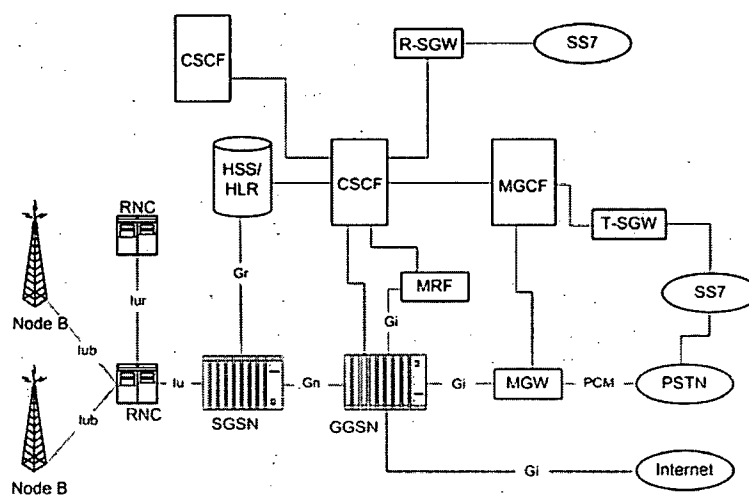 CSCF
R-SGW
SS7
HSS/
HLR
CSCF
MGCF
T-SGW
RNC
Gr
MRF
SS7
Node B
Iur
Gi
Iub
Iu
Gn
Gi
MGW
PCM
PSTN
RNC
SGSN
GGSN
Iub
Node B
Gi
Internet